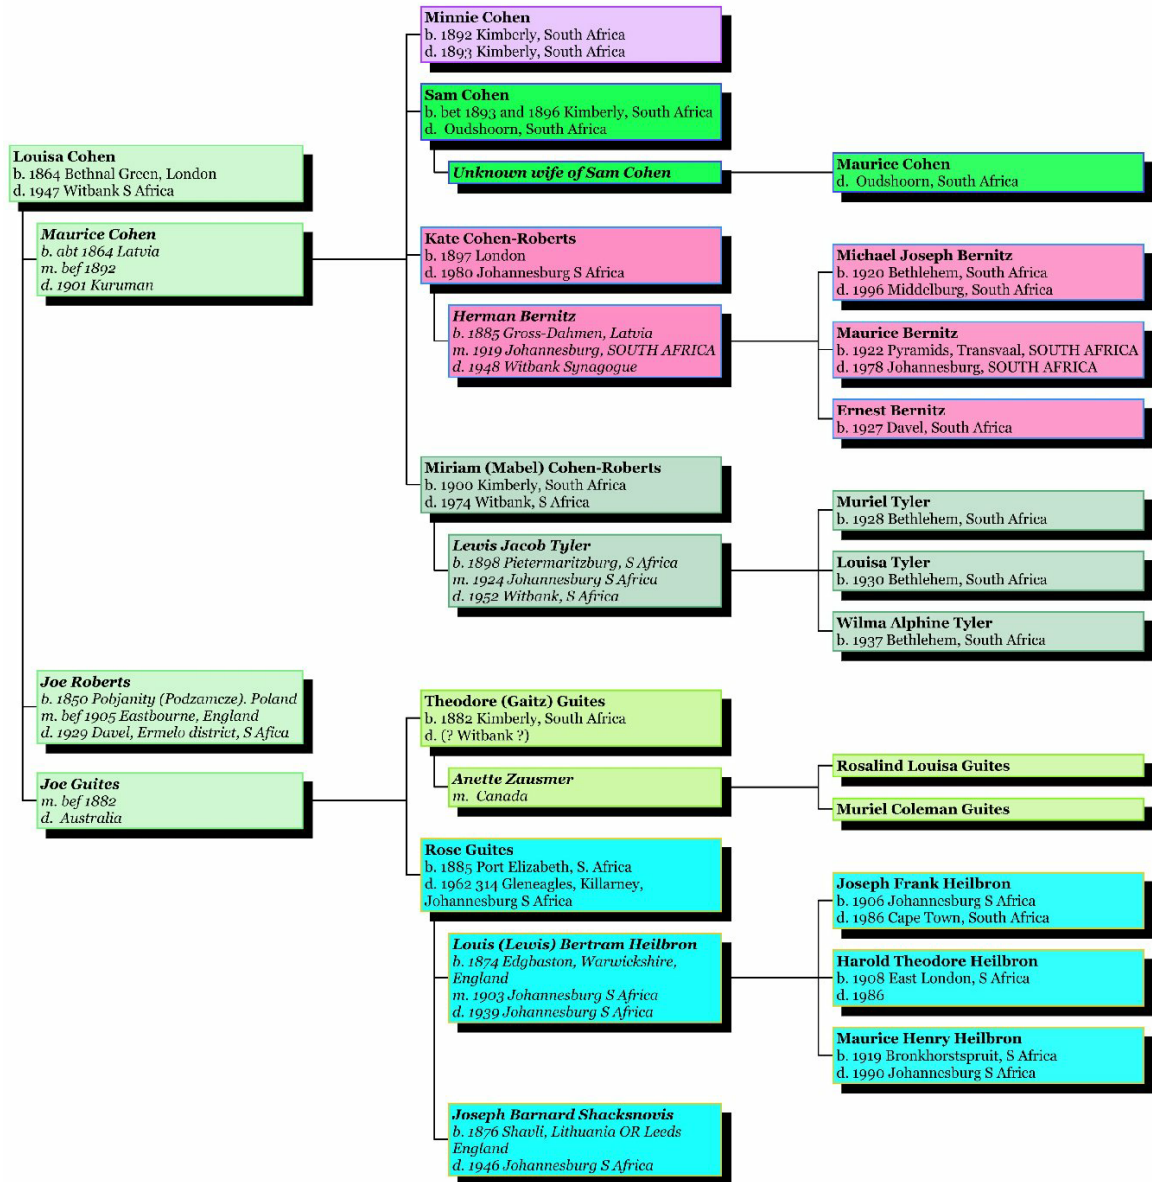 Minnie Cohen
b. 1892 Kimberly, South Africa
d. 1893 Kimberly, South Africa
Sam Cohen
b. bet 1893 and 1896 Kimberly, South Africa
d. Oudshoorn, South Africa
Louisa Cohen
b. 1864 Bethnal Green, London
d. 1947 Witbank S Africa
Unknown wife of Sam Cohen
Maurice Cohen
d. Oudshoorn, South Africa
Maurice Cohen
b. abt 1864 Latvia
m. bef 1892
d. 1901 Kuruman
Kate Cohen-Roberts
b. 1897 London
d. 1980 Johannesburg S Africa
Michael Joseph Bernitz
b. 1920 Bethlehem, South Africa
d. 1996 Middelburg, South Africa
Herman Bernitz
b. 1885 Gross-Dahmen, Latvia
m. 1919 Johannesburg, SOUTH AFRICA
d. 1948 Witbank Synagogue
Maurice Bernitz
b. 1922 Pyramids, Transvaal, SOUTH AFRICA
d. 1978 Johannesburg, SOUTH AFRICA
Ernest Bernitz
b. 1927 Davel, South Africa
Miriam (Mabel) Cohen-Roberts
b. 1900 Kimberly, South Africa
d. 1974 Witbank, S Africa
Muriel Tyler
b. 1928 Bethlehem, South Africa
Lewis Jacob Tyler
b. 1898 Pietermaritzburg, S Africa
m. 1924 Johannesburg S Africa
d. 1952 Witbank, S Africa
Louisa Tyler
b. 1930 Bethlehem, South Africa
Wilma Alphine Tyler
b. 1937 Bethlehem, South Africa
Joe Roberts
b. 1850 Pobjanity (Podzamcze). Poland
m. bef 1905 Eastbourne, England
d. 1929 Davel, Ermelo district, S Afica
Theodore (Gaitz) Guites
b. 1882 Kimberly, South Africa
d. (? Witbank ?)
Joe Guites
m. bef 1882
d. Australia
Anette Zausmer
m. Canada
Rosalind Louisa Guites
Muriel Coleman Guites
Rose Guites
b. 1885 Port Elizabeth, S. Africa
d. 1962 314 Gleneagles, Killarney,
Johannesburg S Africa
Joseph Frank Heilbron
b. 1906 Johannesburg S Africa
d. 1986 Cape Town, South Africa
Louis (Lewis) Bertram Heilbron
b. 1874 Edgbaston, Warwickshire,
England
m. 1903 Johannesburg S Africa
d. 1939 Johannesburg S Africa
Harold Theodore Heilbron
b. 1908 East London, S Africa
d. 1986
Maurice Henry Heilbron
b. 1919 Bronkhorstspruit, S Africa
d. 1990 Johannesburg S Africa
Joseph Barnard Shacksnovis
b. 1876 Shavli, Lithuania OR Leeds
England
d. 1946 Johannesburg S Africa